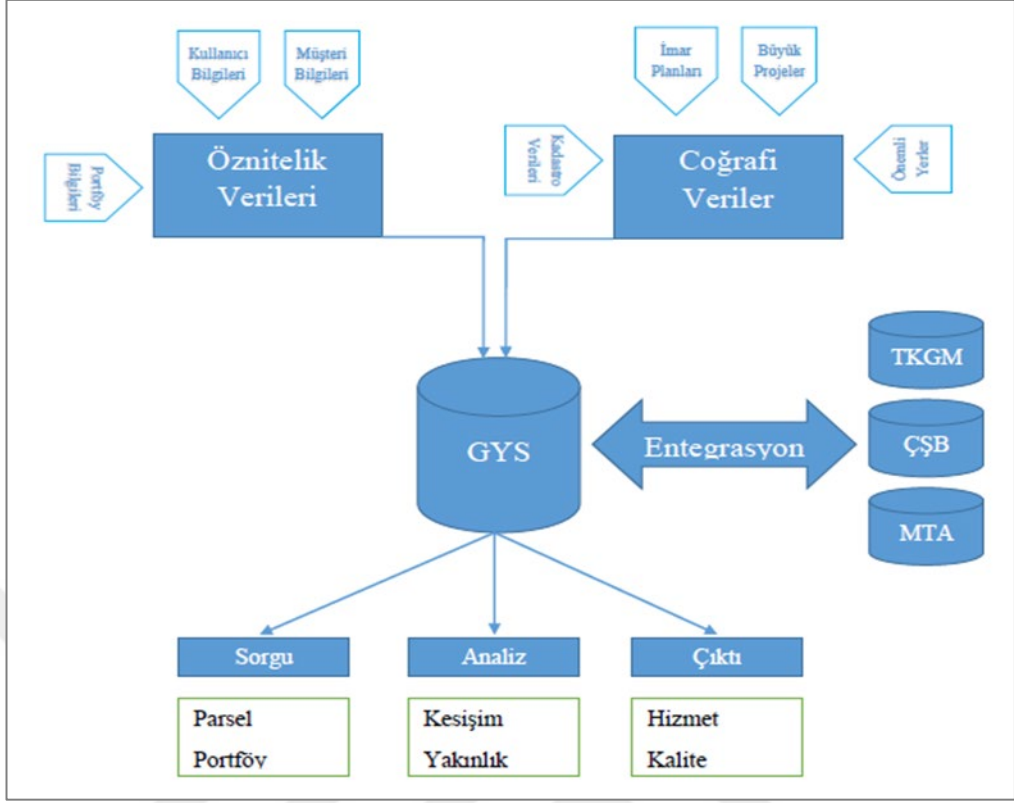 Kullanıcı
Bilgileri
Müşteri
Bilgileri
İmar
Planları
Büyük
Projeler
Portföy
Bilgileri
Öznitelik
Verileri
Kadastro
Verileri
Coğrafi
Veriler
Önemli
Yerler
GYS
Entegrasyon
TKGM
ÇŞB
MTA
Sorgu
Analiz
Çıktı
Parsel
Portföy
Kesişim
Yakınlık
Hizmet
Kalite